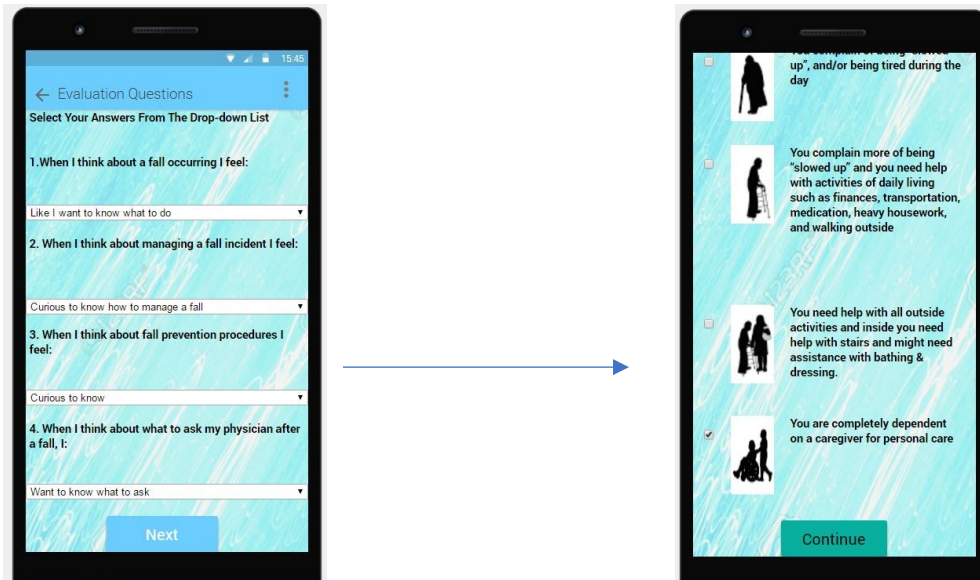 15:45
Evaluation Questions
Select Your Answers From The Drop-down List
1.When I think about a fall occurring I feel:
Like I want to know what to do
2. When I think about managing a fall incident I feel:
Curious to know how to manage a fall
3. When I think about fall prevention procedures I
feel:
Curious to know
4. When I think about what to ask my physician after
a fall, I:
Want to know what to ask
Next
You complain of being "slowed
up", and/or being tired during the
day
You complain more of being
"slowed up" and you need help
with activities of daily living
such as finances, transportation,
medication, heavy housework,
and walking outside
123RF
You need help with all outside
activities and inside you need
help with stairs and might need
assistance with bathing &
dressing.
You are completely dependent
on a caregiver for personal care
Continue